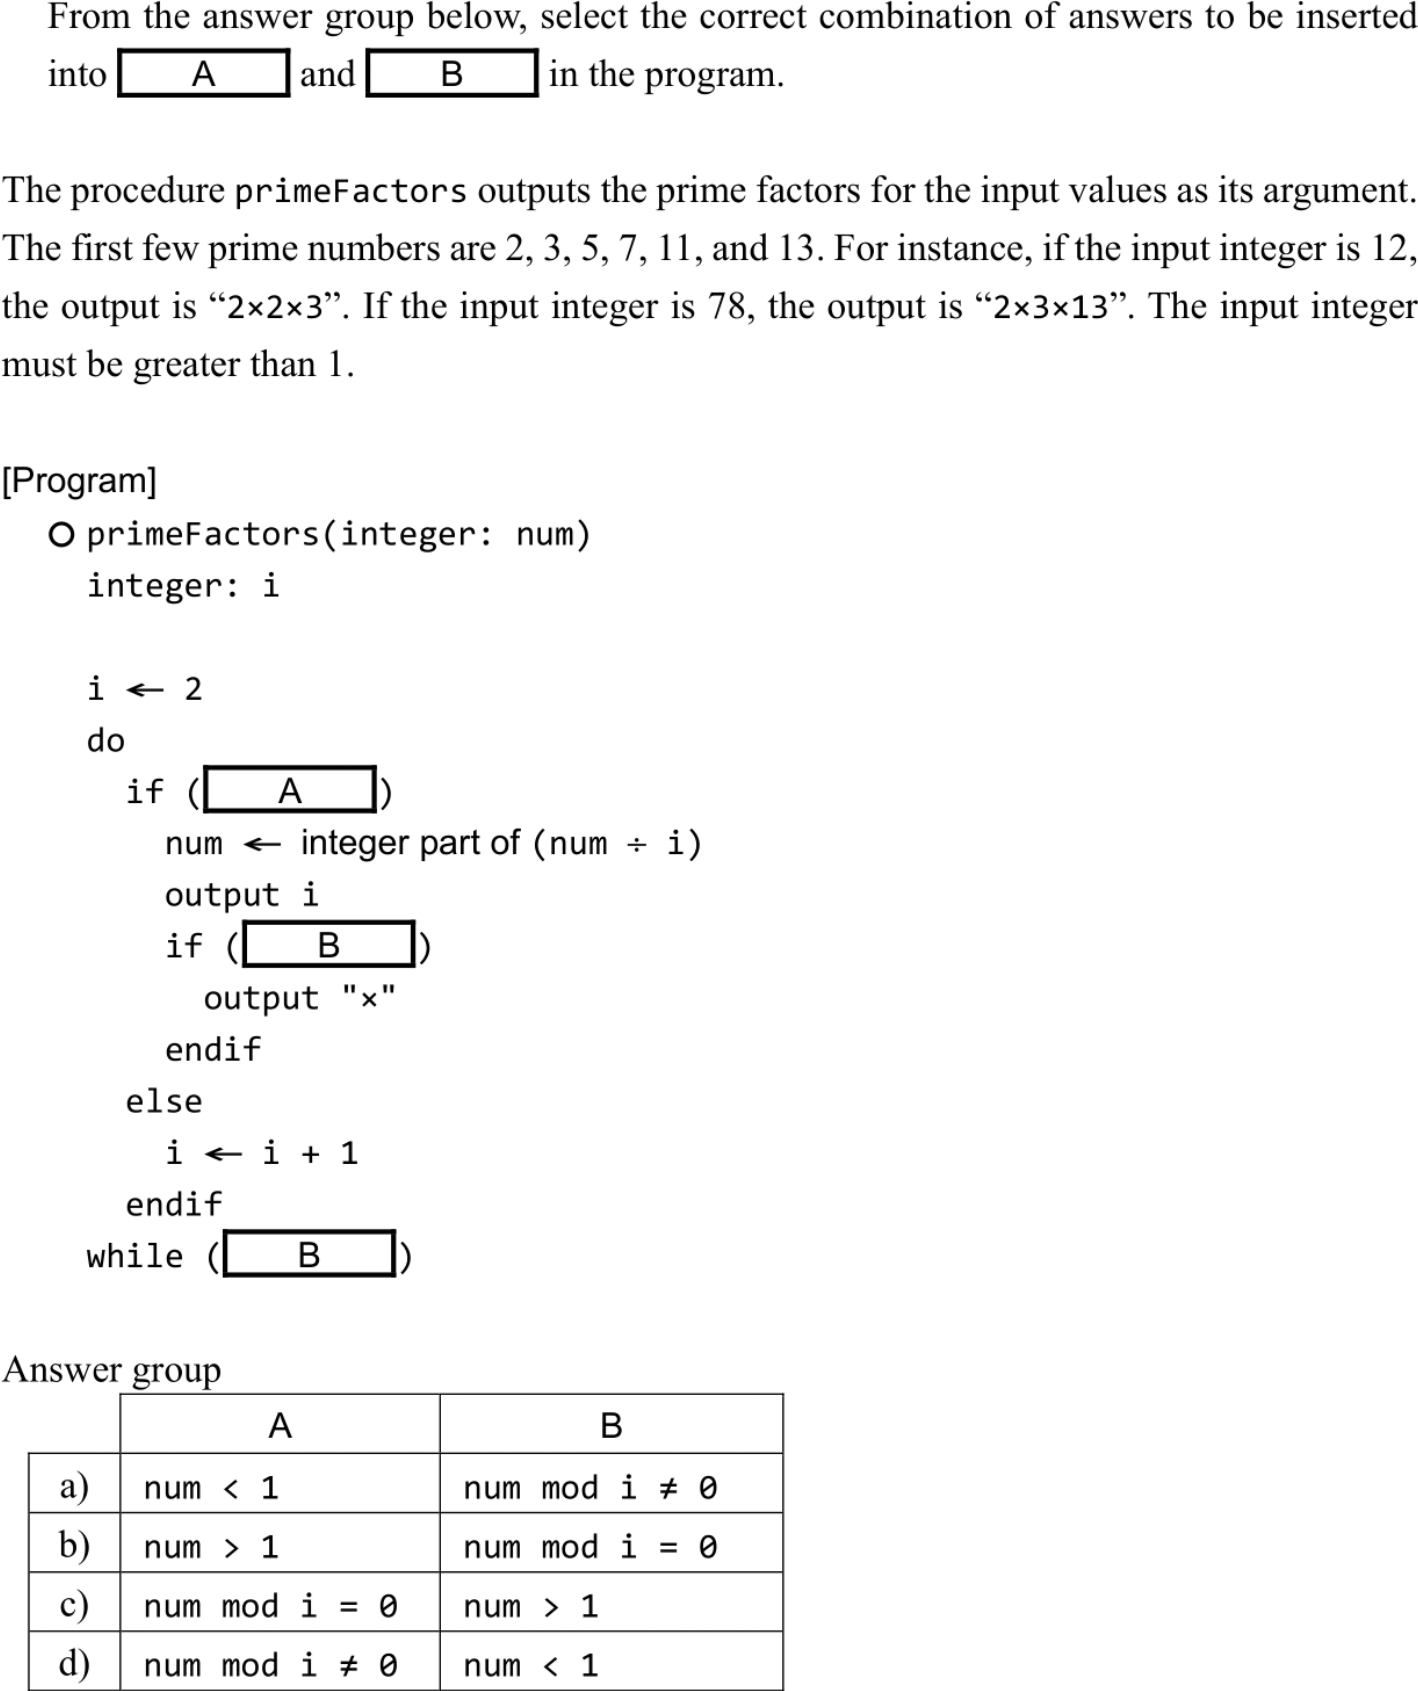 From the answer group below, select the correct combination of answers to be inserted
into A and B in the program.
The procedure primeFactors outputs the prime factors for the input values as its argument.
The first few prime numbers are 2, 3, 5, 7, 11, and 13. For instance, if the input integer is 12,
the output is “2×2×3”. If the input integer is 78, the output is “2×3×13”. The input integer
must be greater than 1.
[Program]
○ primeFactors(integer: num)
integer: i
i ← 2
do
if ( A )
num ← integer part of (num ÷ i)
output i
if ( B )
output "×"
endif
else
i ← i + 1
endif
while ( B )
Answer group
A B
a) num < 1 num mod i ≠ 0
b) num > 1 num mod i = 0
c) num mod i = 0 num > 1
d) num mod i ≠ 0 num < 1